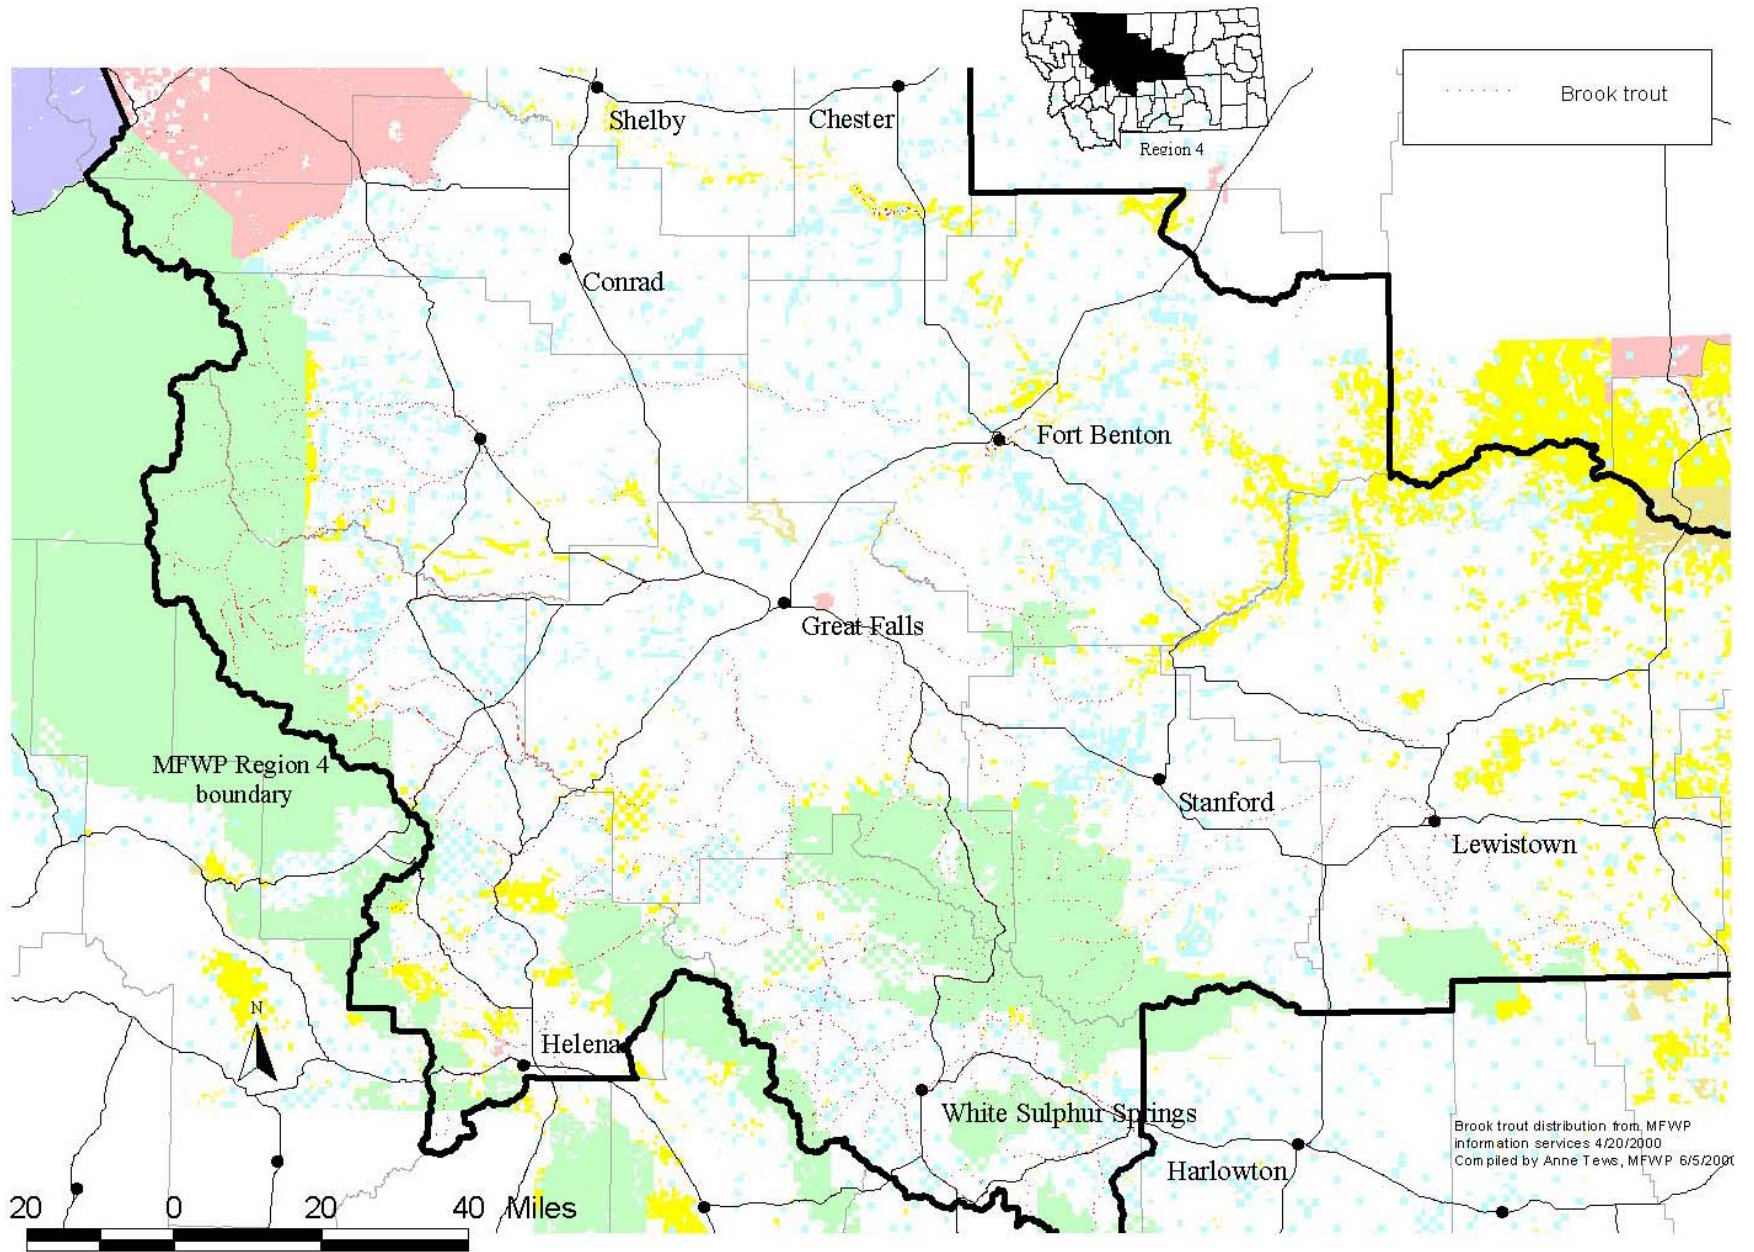 Brook trout
Region 4
Shelby
Chester
Conrad
Fort Benton
Great Falls
MFWP Region 4
boundary
Stanford
Lewistown
N
Helena
White Sulphur Springs
Harlowton
Brook trout distribution from MFWP
information services 4/20/2000
Compiled by Anne Tews, MFWP 6/5/200
20 0 20 40 Miles